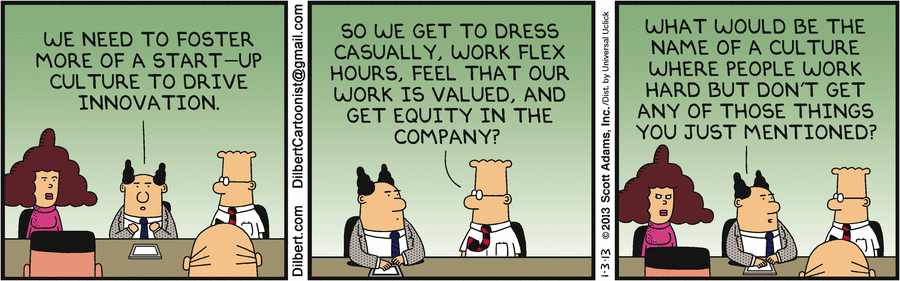 WE NEED TO FOSTER
MORE OF A START-UP
CULTURE TO DRIVE
INNOVATION.
Dilbert.com DilbertCartoonist@gmail.com
SO WE GET TO DRESS
CASUALLY, WORK FLEX
HOURS, FEEL THAT OUR
WORK IS VALUED, AND
GET EQUITY IN THE
COMPANY?
1-3-13 © 2013 Scott Adams, Inc. /Dist. by Universal Uclick
WHAT WOULD BE THE
NAME OF A CULTURE
WHERE PEOPLE WORK
HARD BUT DON'T GET
ANY OF THOSE THINGS
YOU JUST MENTIONED?